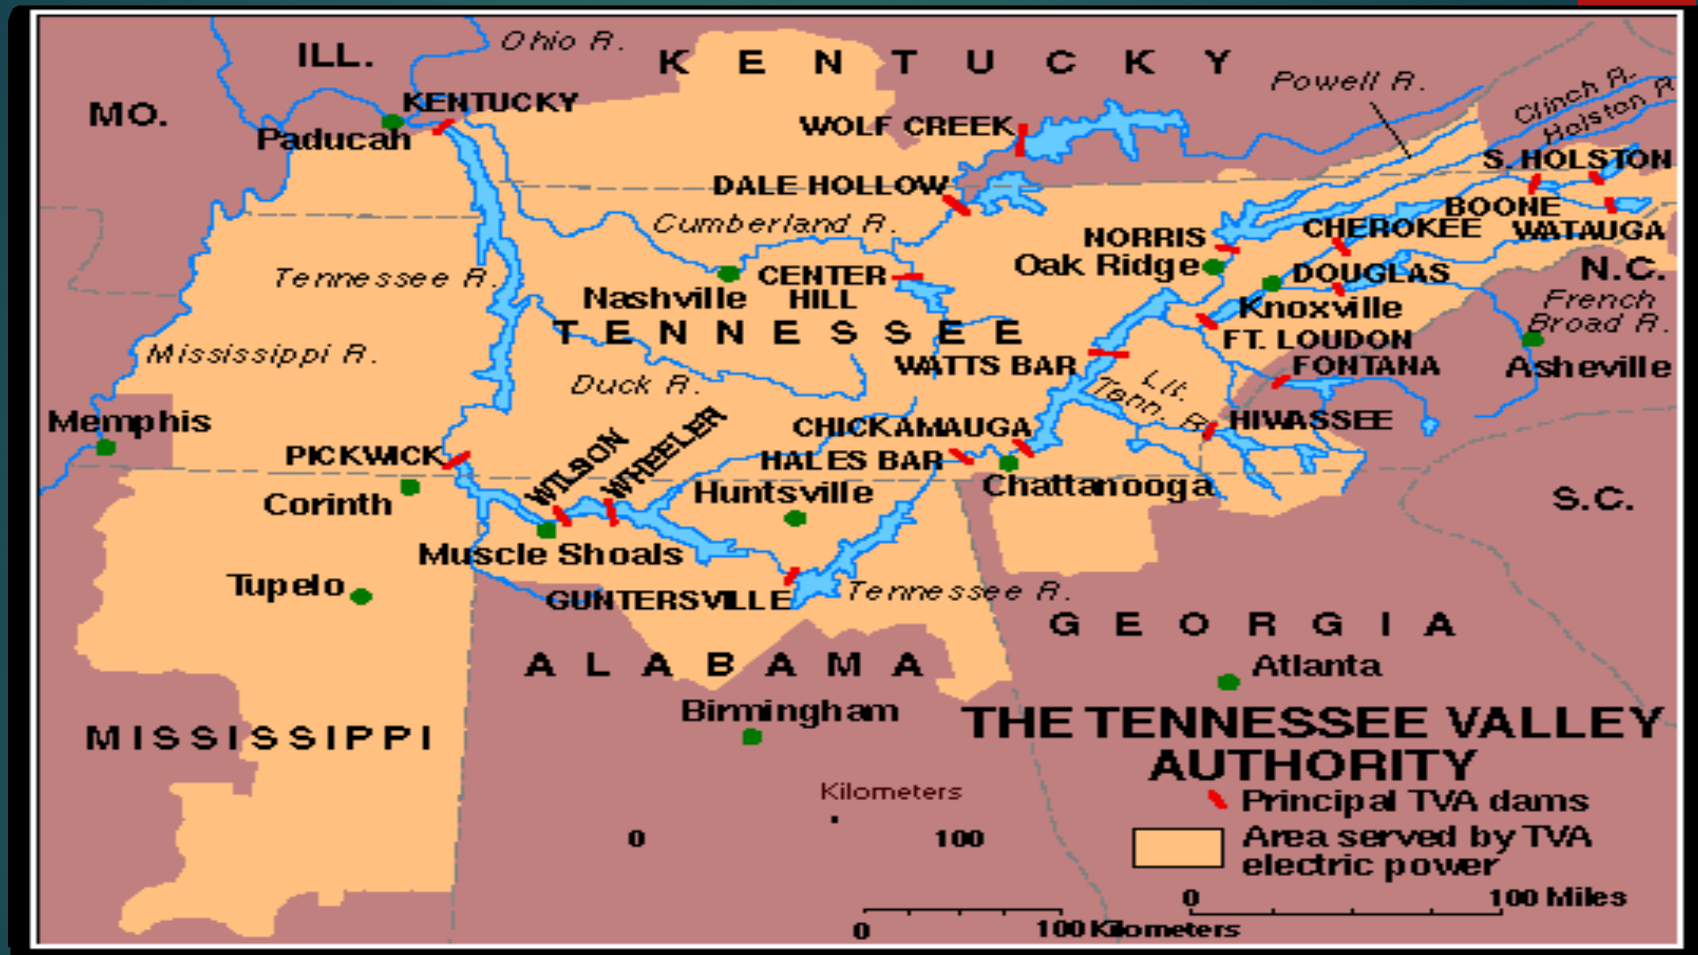 ILL.
Ohio R.
K E N T U C K Y
Powell R.
Clinch R.
Holston R.
MO.
KENTUCKY
Paducah
WOLF CREEK
S. HOLSTON
DALE HOLLOW
BOONE
Cumberland R.
CHEROKEE
WATAUGA
NORRIS
Oak Ridge
N.C.
Tennessee R.
CENTER
HILL
Nashville
DOUGLAS
Knoxville
French
Broad R.
T E N N E S S E E
FT. LOUDON
Mississippi R.
WATTS BAR
FONTANA
Asheville
Duck R.
Lit.
Tenn. R.
Memphis
CHICKAMAUGA
HIWASSEE
PICKWICK
WILSON
WHEELER
HALES BAR
Corinth
Huntsville
Chattanooga
S.C.
Muscle Shoals
Tupelo
GUNTERSVILLE
Tennessee R.
G E O R G I A
A L A B A M A
Atlanta
Birmingham
MISSISSIPPI
THE TENNESSEE VALLEY
AUTHORITY
Kilometers
0 100
Principal TVA dams
Area served by TVA
electric power
0 100 Miles
0 100 Kilometers